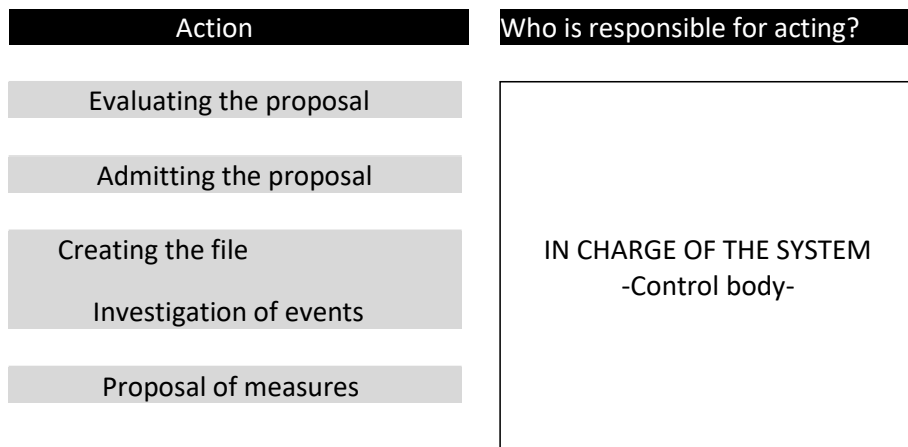 Action
Who is responsible for acting?
Evaluating the proposal
Admitting the proposal
Creating the file
Investigation of events
Proposal of measures
IN CHARGE OF THE SYSTEM
-Control body-